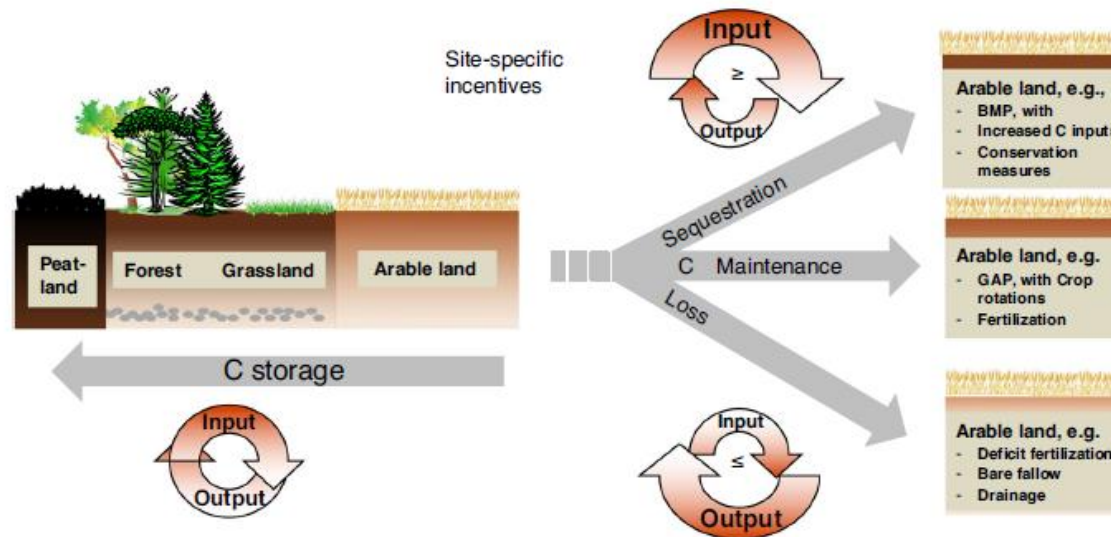 Site-specific
incentives
Input
≥
Output
Peat-
land
Forest
Grassland
Arable land
C storage
Input
Output
Sequestration
C Maintenance
Loss
Input
≤
Output
Arable land, e.g.,
- BMP, with
- Increased C input
- Conservation
measures
Arable land, e.g.
- GAP, with Crop
rotations
- Fertilization
Arable land, e.g.
- Deficit fertilization
- Bare fallow
- Drainage